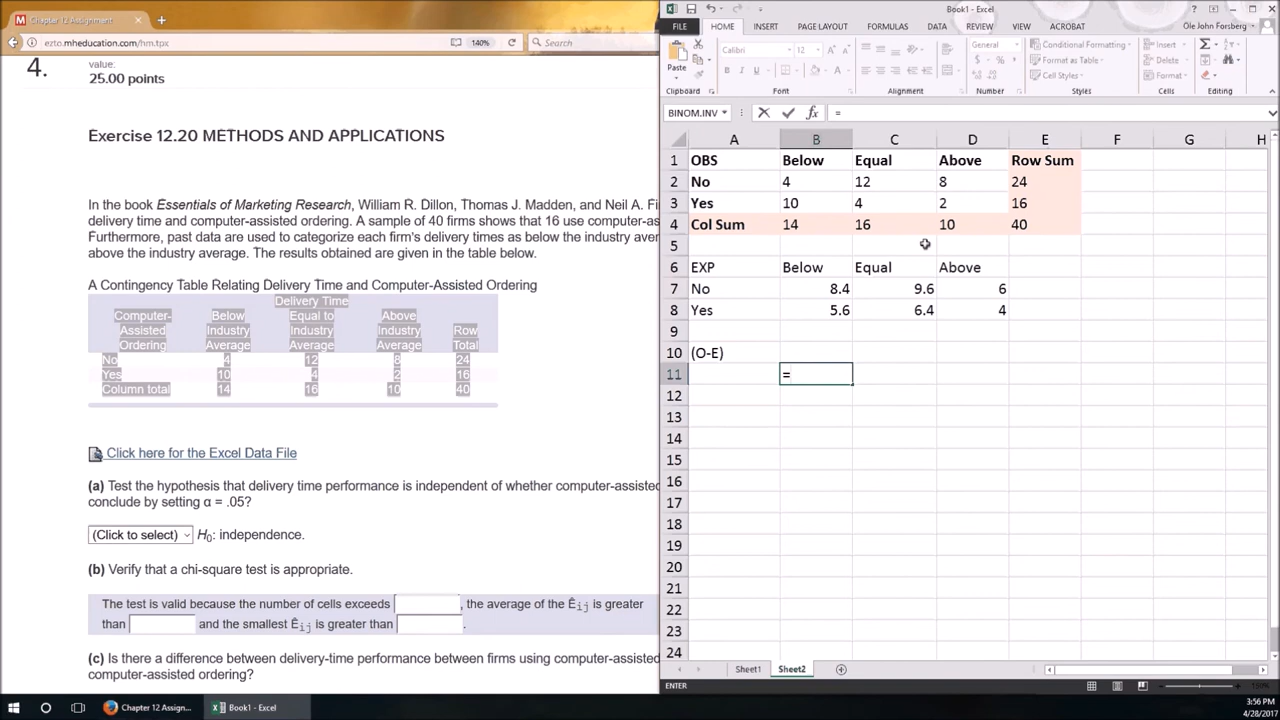 Chapter 12 Assignment
ezto.mheducation.com/hm.tpx
140%
Search
4.
value:
25.00 points
Exercise 12.20 METHODS AND APPLICATIONS
In the book Essentials of Marketing Research, William R. Dillon, Thomas J. Madden, and Neil A. Fi
delivery time and computer-assisted ordering. A sample of 40 firms shows that 16 use computer-as
Furthermore, past data are used to categorize each firm's delivery times as below the industry aver
above the industry average. The results obtained are given in the table below.
A Contingency Table Relating Delivery Time and Computer-Assisted Ordering
Delivery Time
Computer-Assisted Ordering Below Industry Average Equal to Industry Average Above Industry Average Row Total
No 4 12 8 24
Yes 10 4 2 16
Column total 14 16 10 40
Click here for the Excel Data File
(a) Test the hypothesis that delivery time performance is independent of whether computer-assisted
conclude by setting α = .05?
(Click to select) H0: independence.
(b) Verify that a chi-square test is appropriate.
The test is valid because the number of cells exceeds , the average of the Êij is greater
than and the smallest Êij is greater than .
(c) Is there a difference between delivery-time performance between firms using computer-assisted
computer-assisted ordering?
Book1 - Excel
FILE HOME INSERT PAGE LAYOUT FORMULAS DATA REVIEW VIEW ACROBAT Ole John Forsberg
Paste
Calibri 12
General
Conditional Formatting
Format as Table
Cell Styles
Insert
Delete
Format
Clipboard Font Alignment Number Styles Cells Editing
BINOM.INV =
A B C D E F G H
1 OBS Below Equal Above Row Sum
2 No 4 12 8 24
3 Yes 10 4 2 16
4 Col Sum 14 16 10 40
5
6 EXP Below Equal Above
7 No 8.4 9.6 6
8 Yes 5.6 6.4 4
9
10 (O-E)
11 =
12
13
14
15
16
17
18
19
20
21
22
23
24
Sheet1 Sheet2
ENTER
Chapter 12 Assign...
Book1 - Excel
3:56 PM
4/28/2017